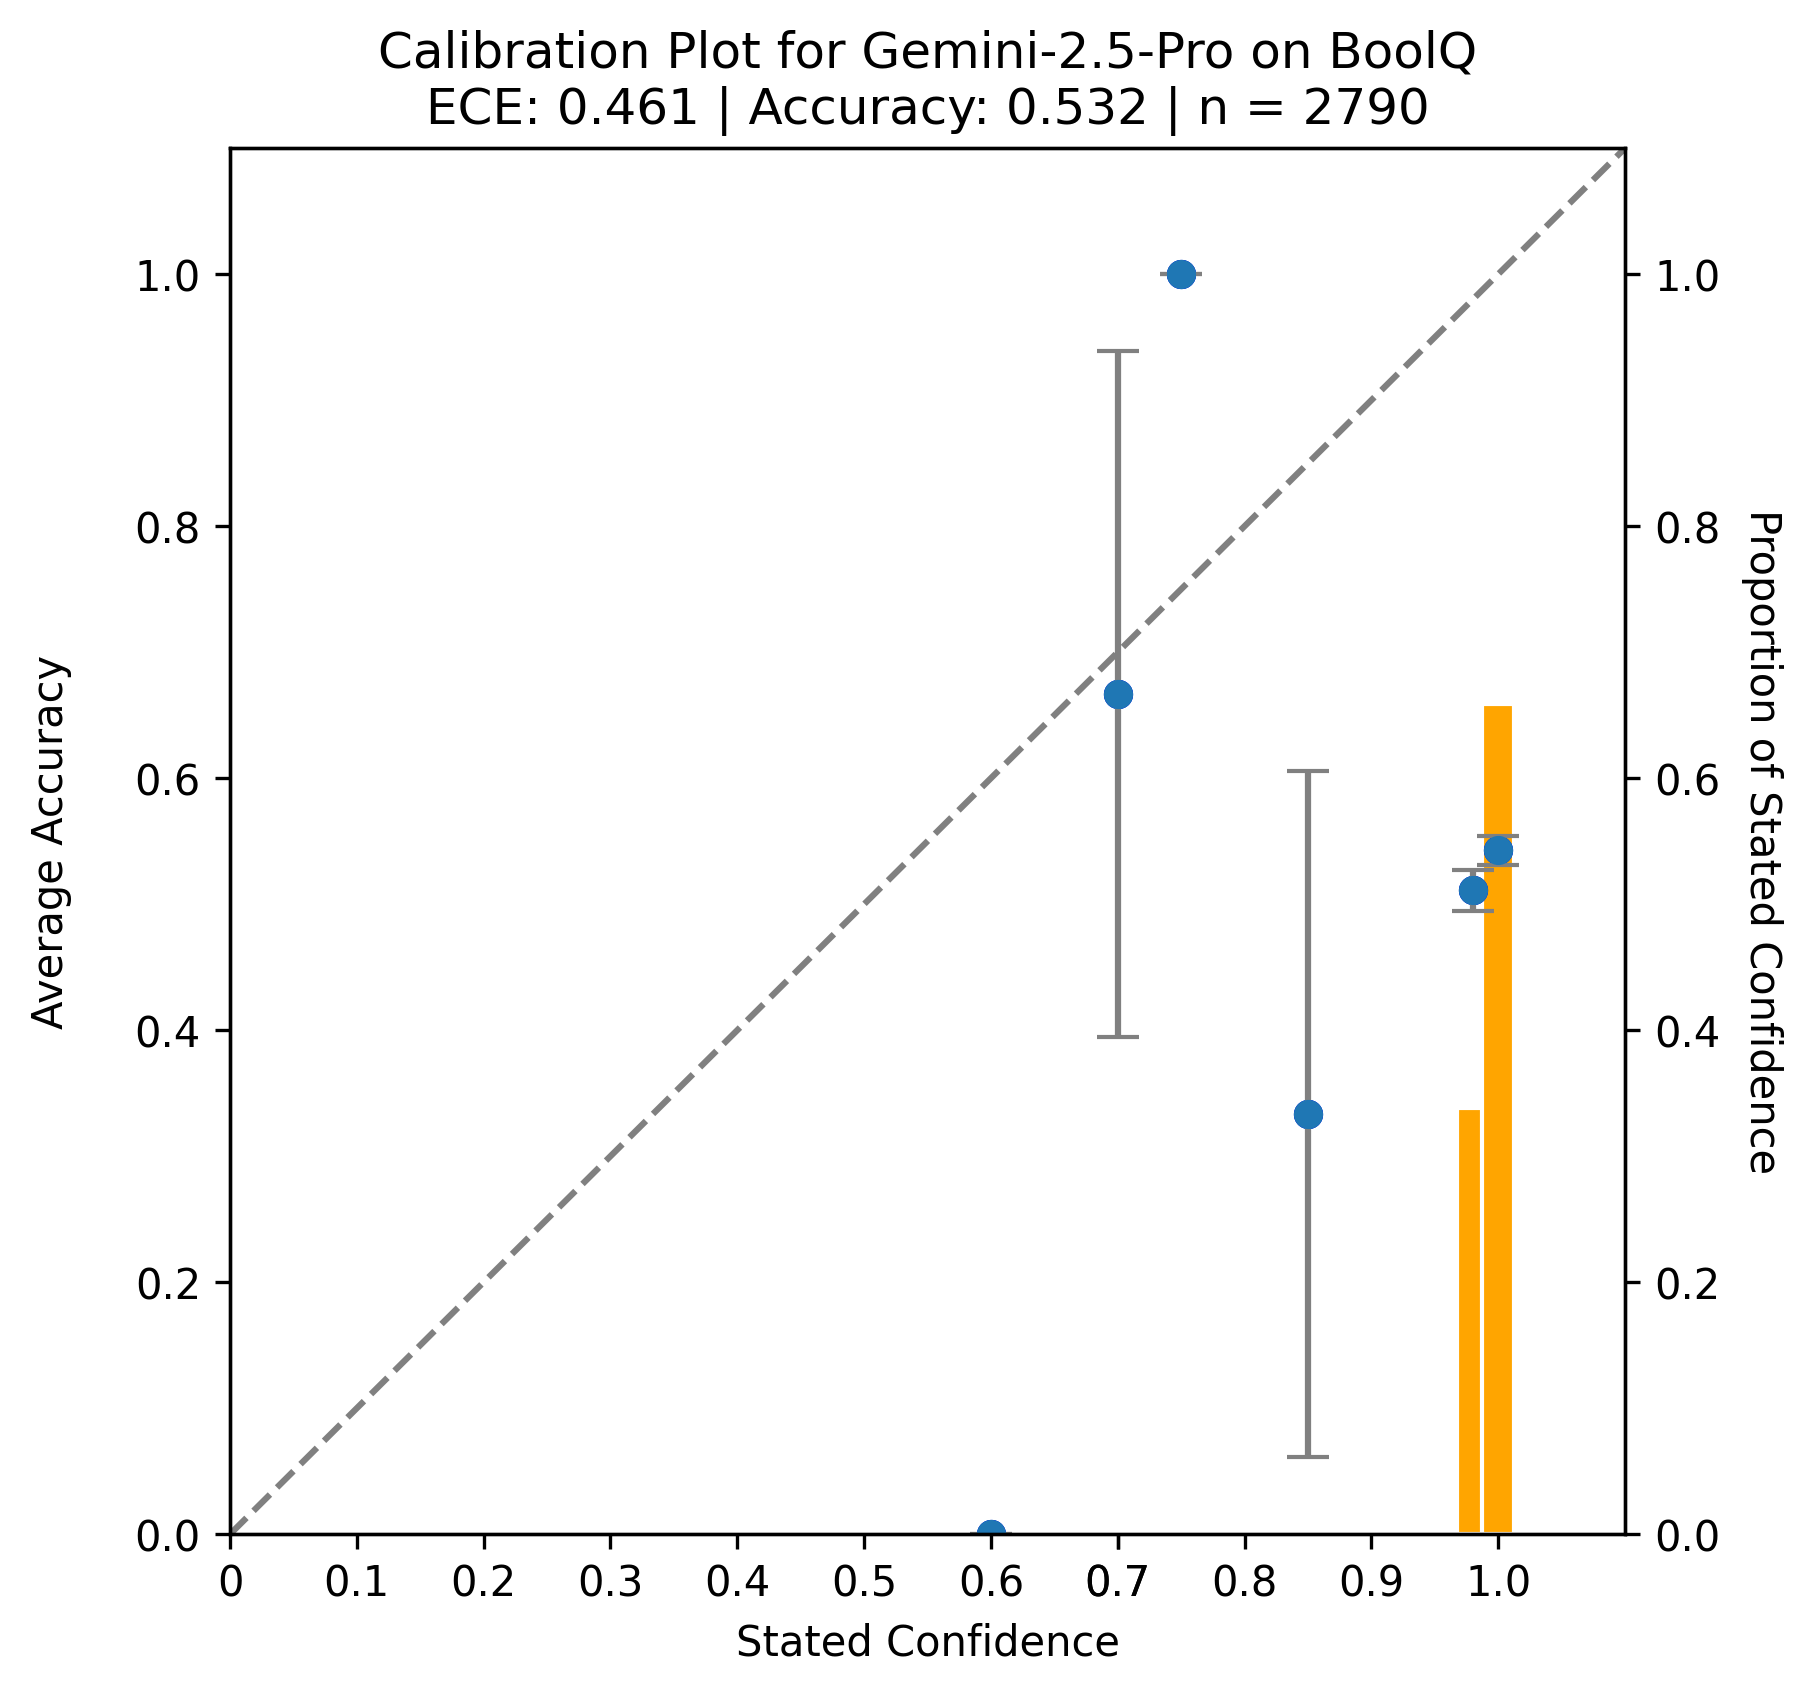 Calibration Plot for Gemini-2.5-Pro on BoolQ
ECE: 0.461 | Accuracy: 0.532 | n = 2790
Average Accuracy
1.0
0.8
0.6
0.4
0.2
0.0
1.0
0.8
0.6
0.4
0.2
0.0
Proportion of Stated Confidence
0 0.1 0.2 0.3 0.4 0.5 0.6 0.7 0.8 0.9 1.0
Stated Confidence